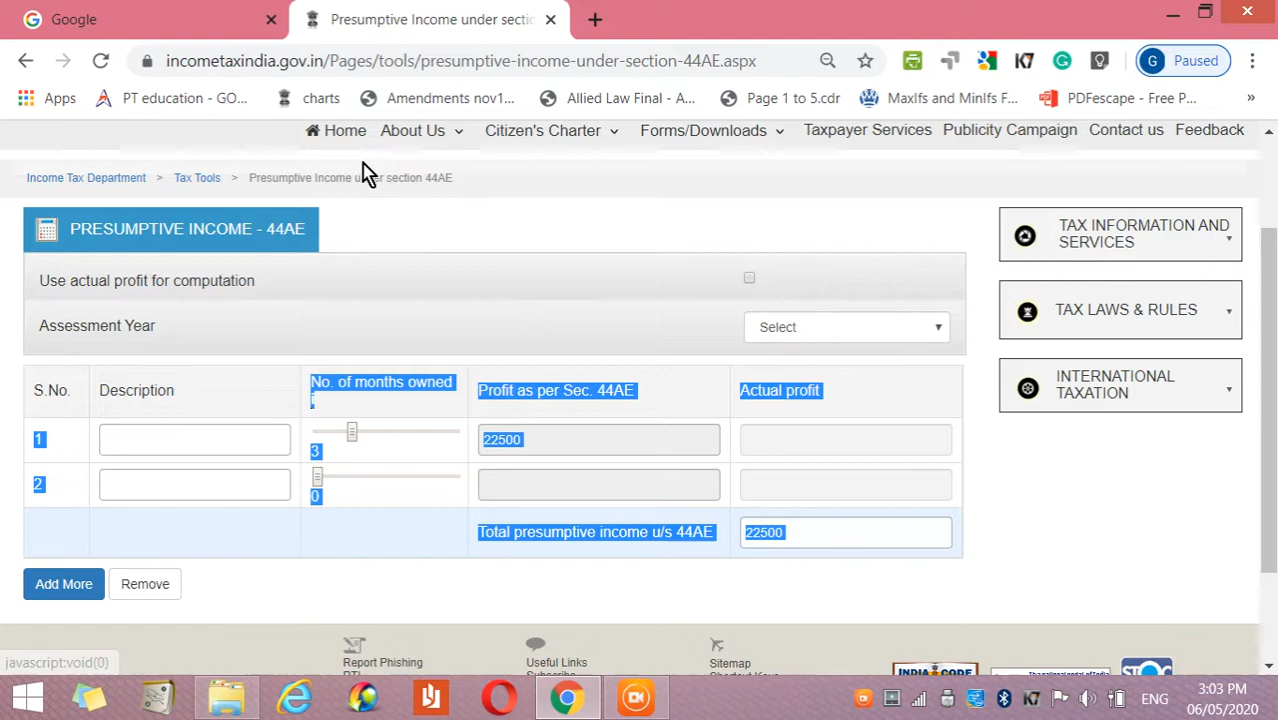 Google
Presumptive Income under secti
incometaxindia.gov.in/Pages/tools/presumptive-income-under-section-44AE.aspx
K7
G
Paused
Apps
PT education - GO...
charts
Amendments nov1...
Allied Law Final - A...
Page 1 to 5.cdr
MaxIfs and MinIfs F...
PDFescape - Free P...
»
Home
About Us
Citizen's Charter
Forms/Downloads
Taxpayer Services
Publicity Campaign
Contact us
Feedback
Income Tax Department > Tax Tools > Presumptive Income under section 44AE
PRESUMPTIVE INCOME - 44AE
Use actual profit for computation
Assessment Year
Select
S.No.
Description
No. of months owned
i
Profit as per Sec. 44AE
Actual profit
1
3
22500
2
0
Total presumptive income u/s 44AE
22500
Add More
Remove
TAX INFORMATION AND
SERVICES
TAX LAWS & RULES
INTERNATIONAL
TAXATION
javascript:void(0)
Report Phishing
Useful Links
Subscribe
Sitemap
INDIA CODE
ENG
3:03 PM
06/05/2020